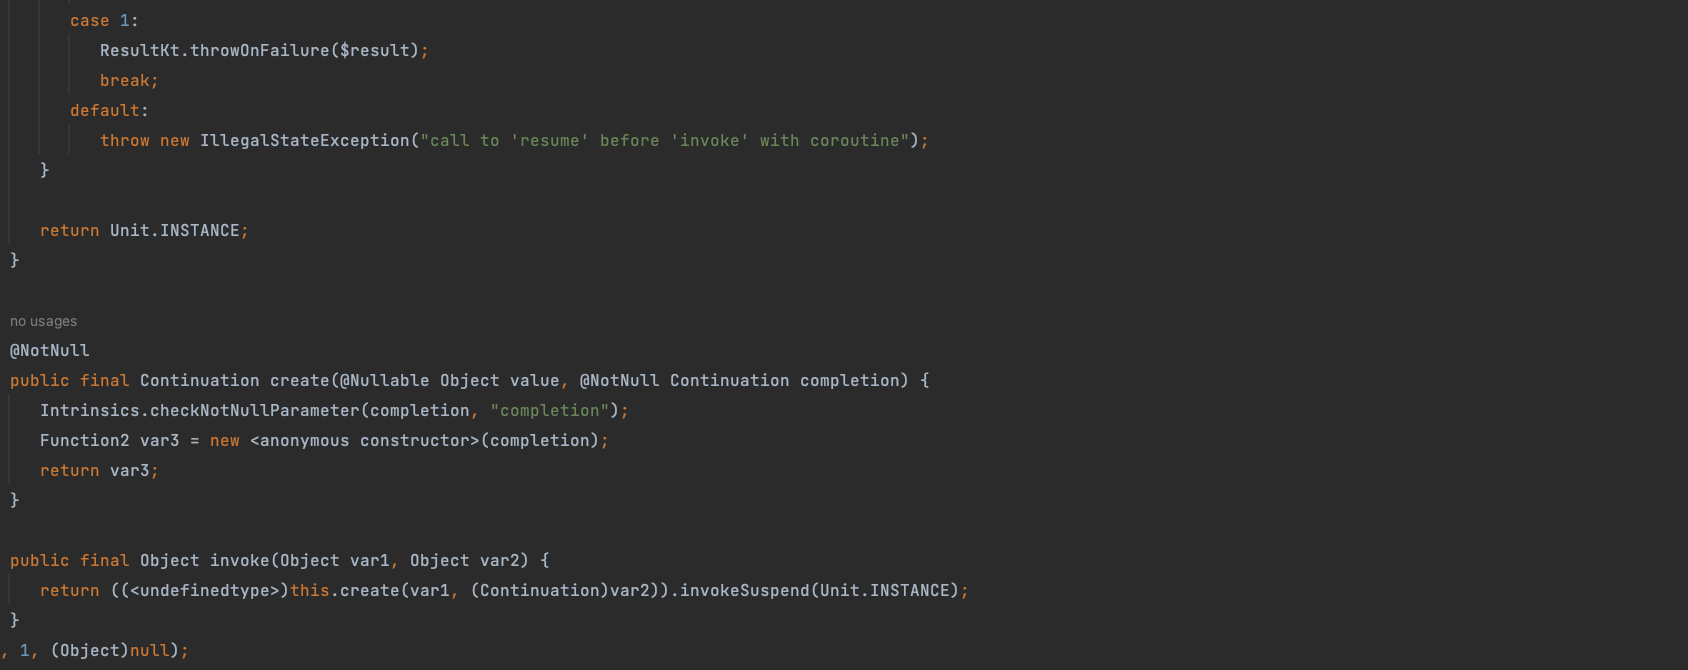 case 1:
ResultKt.throwOnFailure($result);
break;
default:
throw new IllegalStateException("call to 'resume' before 'invoke' with coroutine");
}
return Unit.INSTANCE;
}
no usages
@NotNull
public final Continuation create(@Nullable Object value, @NotNull Continuation completion) {
Intrinsics.checkNotNullParameter(completion, "completion");
Function2 var3 = new <anonymous constructor>(completion);
return var3;
}
public final Object invoke(Object var1, Object var2) {
return ((<undefinedtype>)this.create(var1, (Continuation)var2)).invokeSuspend(Unit.INSTANCE);
}
, 1, (Object)null);